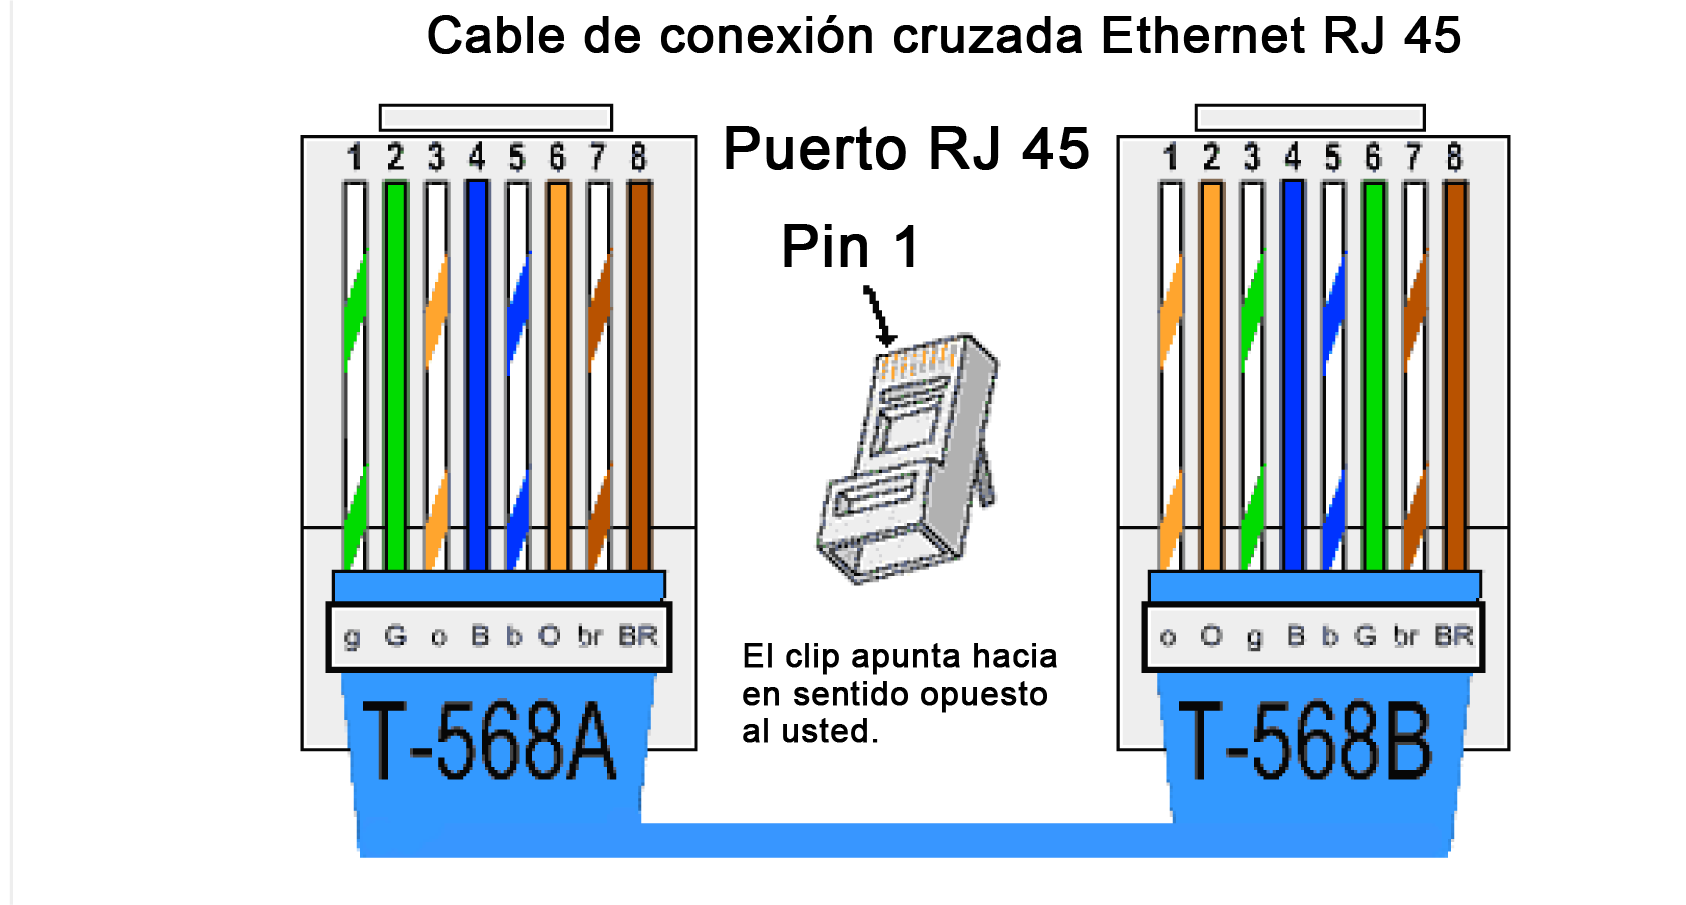 Cable de conexión cruzada Ethernet RJ 45
1 2 3 4 5 6 7 8
Puerto RJ 45
1 2 3 4 5 6 7 8
Pin 1
g G o B b O br BR
o O g B b G br BR
El clip apunta hacia
en sentido opuesto
al usted.
T-568A
T-568B